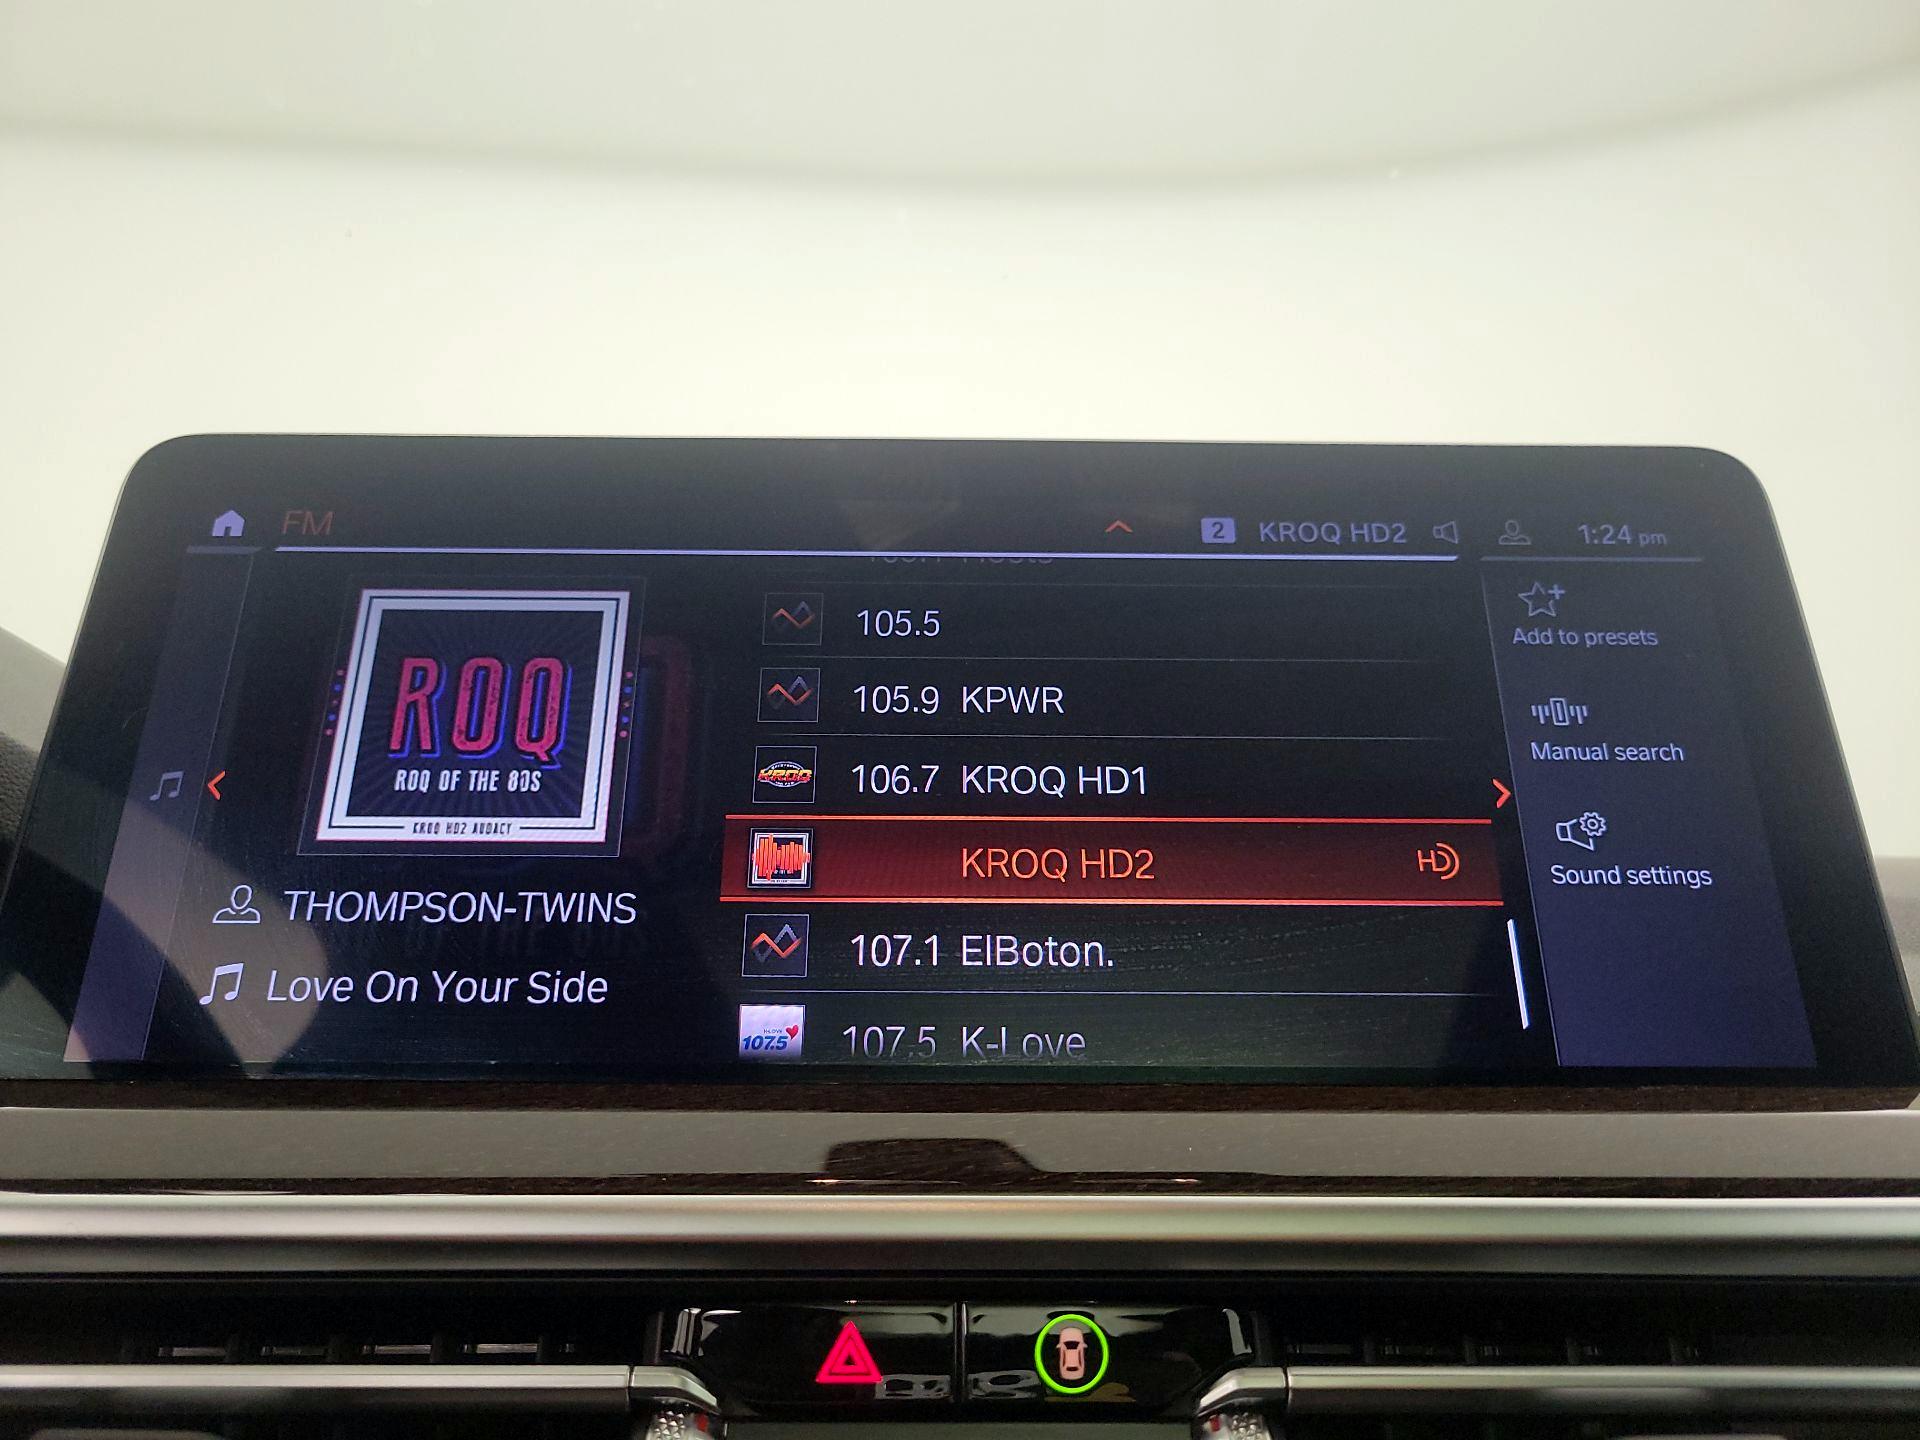 FM
2 KROQ HD2
1:24 pm
ROQ
ROQ OF THE 80S
KROQ HD2 AUDACY
THOMPSON-TWINS
Love On Your Side
105.5
105.9 KPWR
KROQ
106.7 KROQ HD1
KROQ HD2
HD
107.1 ElBoton.
K-LOVE
107.5
107.5 K-Love
Add to presets
Manual search
Sound settings